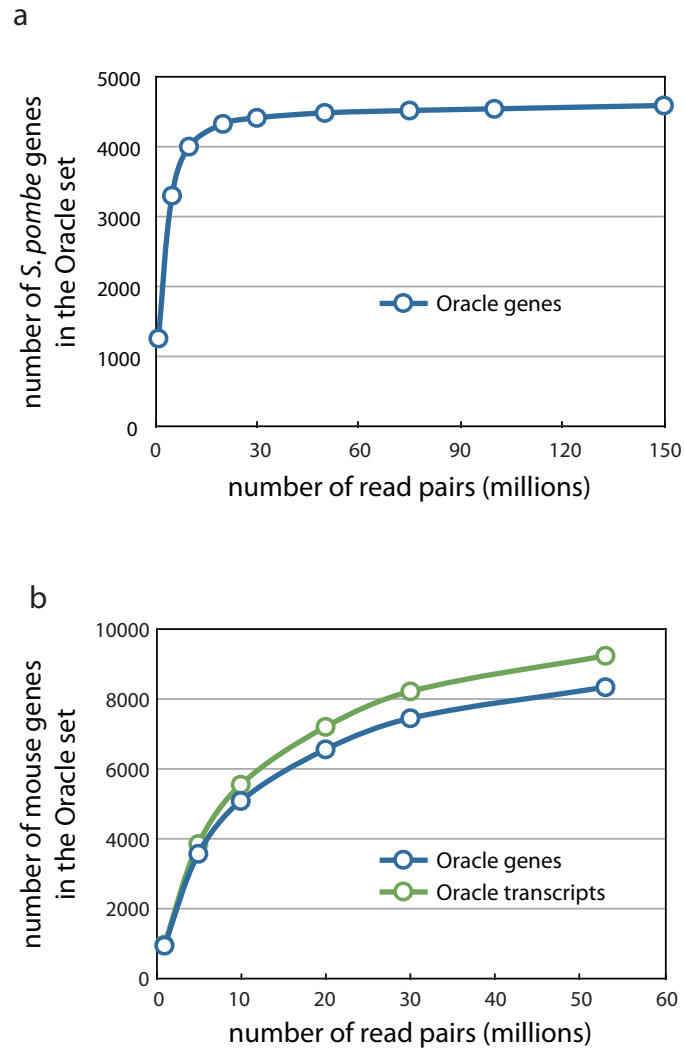 a
number of S. pombe genes
in the Oracle set
5000
4000
3000
2000
1000
0
Oracle genes
0 30 60 90 120 150
number of read pairs (millions)
b
number of mouse genes
in the Oracle set
10000
8000
6000
4000
2000
0
Oracle genes
Oracle transcripts
0 10 20 30 40 50 60
number of read pairs (millions)